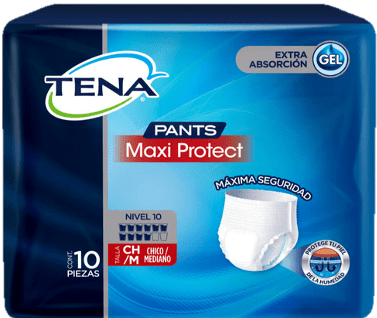 EXTRA
ABSORCIÓN
GEL
TENA
PANTS
Maxi Protect
MÁXIMA SEGURIDAD
NIVEL 10
CONT.
10
PIEZAS
TALLA
CH
/M
CHICO /
MEDIANO
PROTEGE TU PIEL
DE LA HUMEDAD